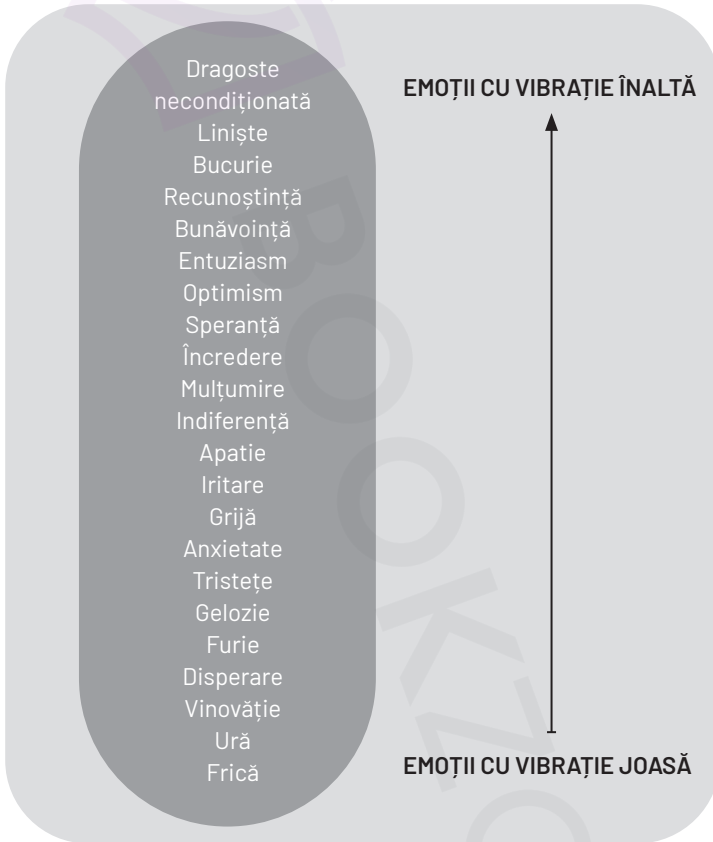 Dragoste
necondiționată
Liniște
Bucurie
Recunoștință
Bunăvoință
Entuziasm
Optimism
Speranță
Încredere
Mulțumire
Indiferență
Apatie
Iritare
Grijă
Anxietate
Tristețe
Gelozie
Furie
Disperare
Vinovăție
Ură
Frică
EMOȚII CU VIBRAȚIE ÎNALTĂ
EMOȚII CU VIBRAȚIE JOASĂ
BOOKZO